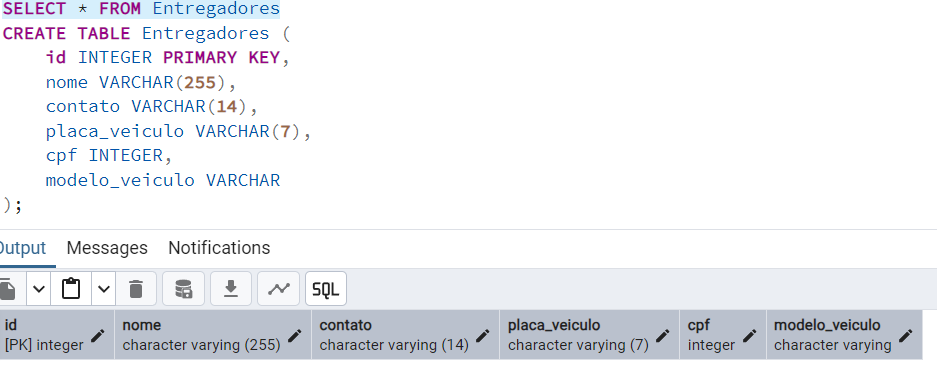 SELECT * FROM Entregadores
CREATE TABLE Entregadores (
id INTEGER PRIMARY KEY,
nome VARCHAR(255),
contato VARCHAR(14),
placa_veiculo VARCHAR(7),
cpf INTEGER,
modelo_veiculo VARCHAR
);
Output Messages Notifications
SQL
id nome contato placa_veiculo cpf modelo_veiculo
[PK] integer character varying (255) character varying (14) character varying (7) integer character varying